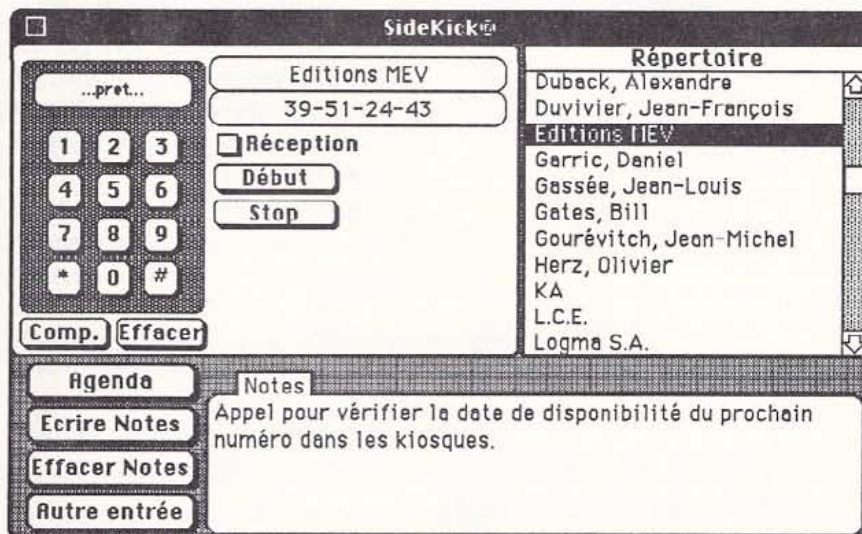 SideKick®
...pret...
1 2 3
4 5 6
7 8 9
* 0 #
Comp. Effacer
Editions MEV
39-51-24-43
Réception
Début
Stop
Répertoire
Duback, Alexandre
Duvivier, Jean-François
Editions MEV
Garric, Daniel
Gassée, Jean-Louis
Gates, Bill
Gourévitch, Jean-Michel
Herz, Olivier
KA
L.C.E.
Logma S.A.
Agenda
Ecrire Notes
Effacer Notes
Autre entrée
Notes
Appel pour vérifier la date de disponibilité du prochain
numéro dans les kiosques.